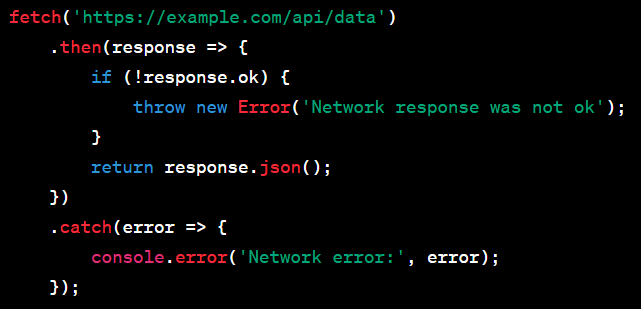 fetch('https://example.com/api/data')
    .then(response => {
        if (!response.ok) {
            throw new Error('Network response was not ok');
        }
        return response.json();
    })
    .catch(error => {
        console.error('Network error:', error);
    });